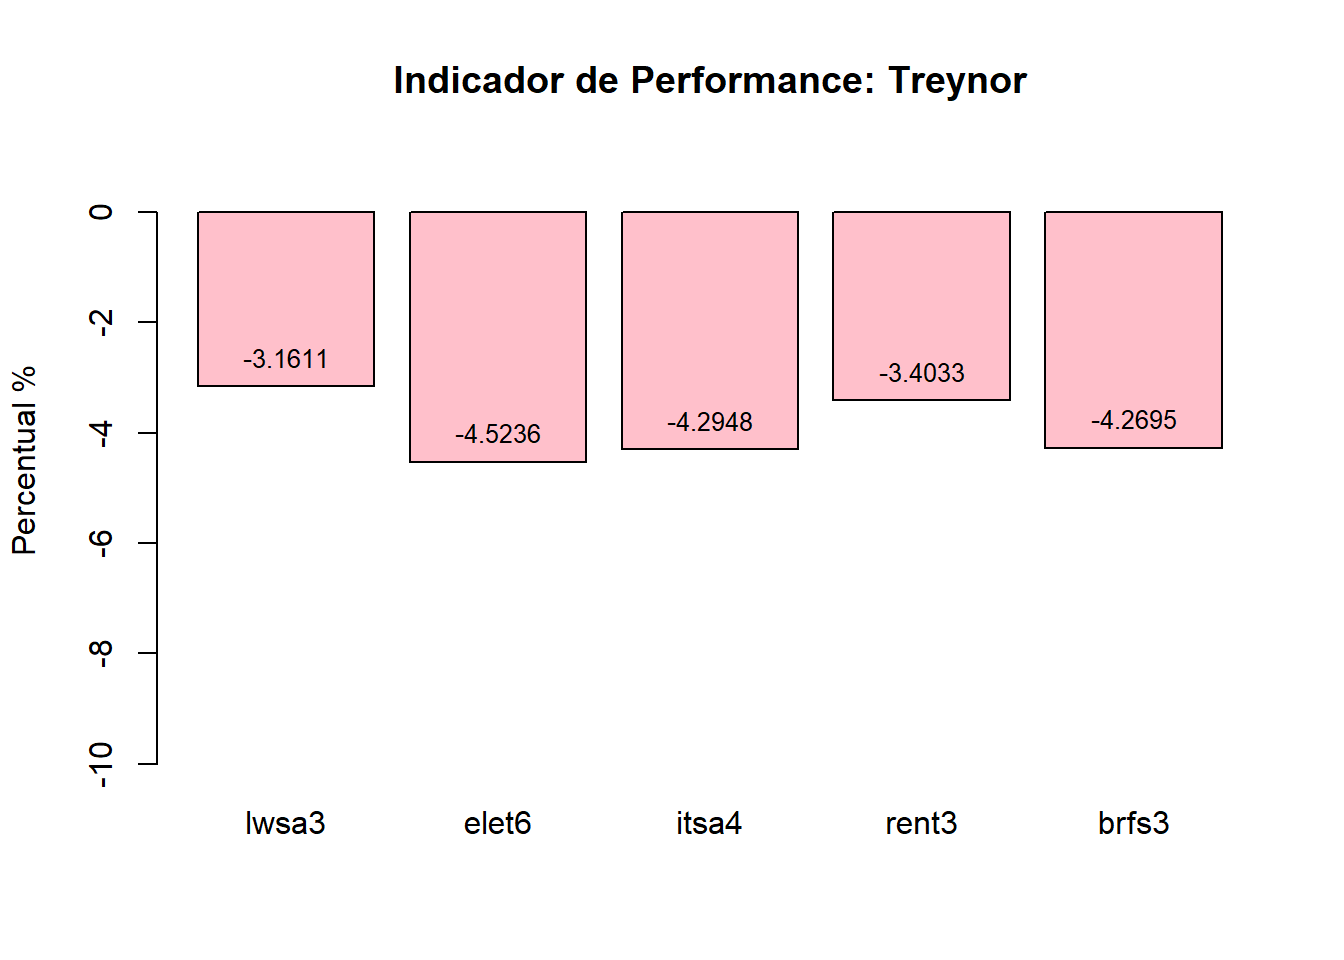 Indicador de Performance: Treynor
Percentual %
0
-2
-4
-6
-8
-10
-3.1611
-4.5236
-4.2948
-3.4033
-4.2695
lwsa3
elet6
itsa4
rent3
brfs3